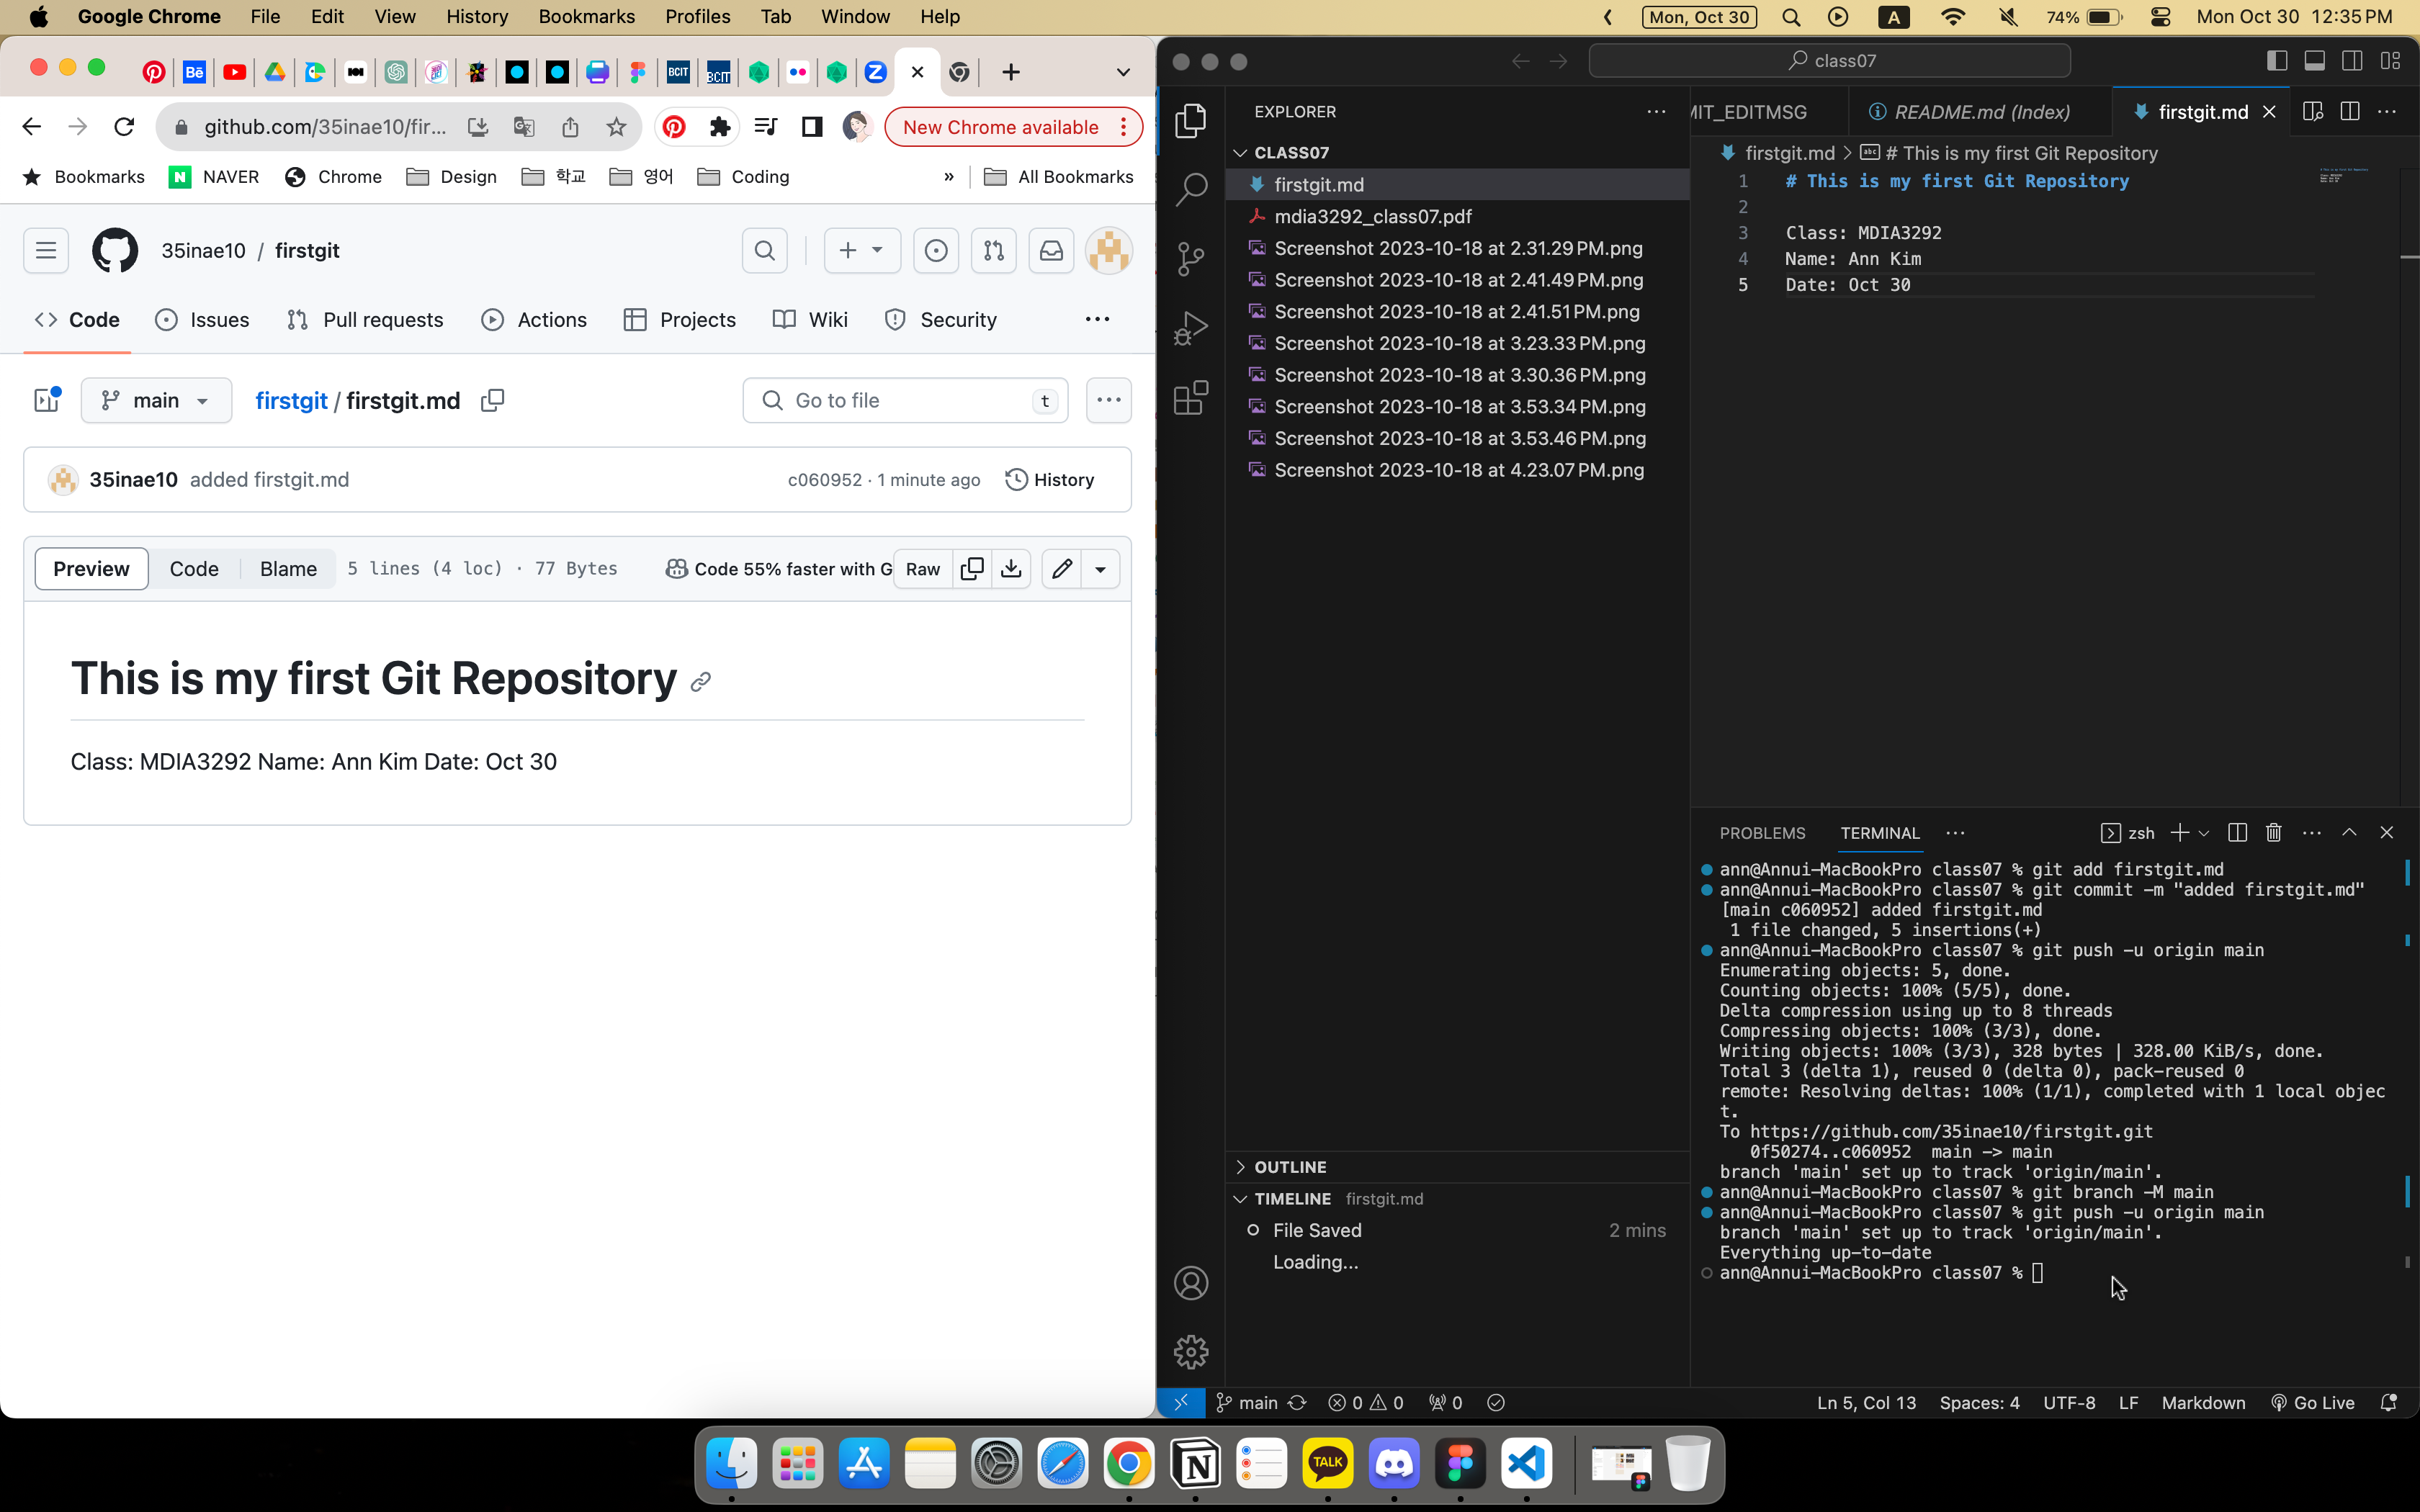 Google Chrome File Edit View History Bookmarks Profiles Tab Window Help
Mon, Oct 30 A 74% Mon Oct 30 12:35 PM
github.com/35inae10/fir... New Chrome available
Bookmarks NAVER Chrome Design 학교 영어 Coding » All Bookmarks
35inae10 / firstgit
Code Issues Pull requests Actions Projects Wiki Security
main firstgit / firstgit.md Go to file t
35inae10 added firstgit.md c060952 · 1 minute ago History
Preview Code Blame 5 lines (4 loc) · 77 Bytes Code 55% faster with G Raw
This is my first Git Repository
Class: MDIA3292 Name: Ann Kim Date: Oct 30
class07
EXPLORER
CLASS07
firstgit.md
mdia3292_class07.pdf
Screenshot 2023-10-18 at 2.31.29 PM.png
Screenshot 2023-10-18 at 2.41.49 PM.png
Screenshot 2023-10-18 at 2.41.51 PM.png
Screenshot 2023-10-18 at 3.23.33 PM.png
Screenshot 2023-10-18 at 3.30.36 PM.png
Screenshot 2023-10-18 at 3.53.34 PM.png
Screenshot 2023-10-18 at 3.53.46 PM.png
Screenshot 2023-10-18 at 4.23.07 PM.png
OUTLINE
TIMELINE firstgit.md
File Saved 2 mins
Loading...
MIT_EDITMSG README.md (Index) firstgit.md
firstgit.md > # This is my first Git Repository
1 # This is my first Git Repository
2
3 Class: MDIA3292
4 Name: Ann Kim
5 Date: Oct 30
PROBLEMS TERMINAL zsh
ann@Annui-MacBookPro class07 % git add firstgit.md
ann@Annui-MacBookPro class07 % git commit -m "added firstgit.md"
[main c060952] added firstgit.md
1 file changed, 5 insertions(+)
ann@Annui-MacBookPro class07 % git push -u origin main
Enumerating objects: 5, done.
Counting objects: 100% (5/5), done.
Delta compression using up to 8 threads
Compressing objects: 100% (3/3), done.
Writing objects: 100% (3/3), 328 bytes | 328.00 KiB/s, done.
Total 3 (delta 1), reused 0 (delta 0), pack-reused 0
remote: Resolving deltas: 100% (1/1), completed with 1 local objec
t.
To https://github.com/35inae10/firstgit.git
0f50274..c060952 main -> main
branch 'main' set up to track 'origin/main'.
ann@Annui-MacBookPro class07 % git branch -M main
ann@Annui-MacBookPro class07 % git push -u origin main
branch 'main' set up to track 'origin/main'.
Everything up-to-date
ann@Annui-MacBookPro class07 %
main 0 0 0 Ln 5, Col 13 Spaces: 4 UTF-8 LF Markdown Go Live
TALK